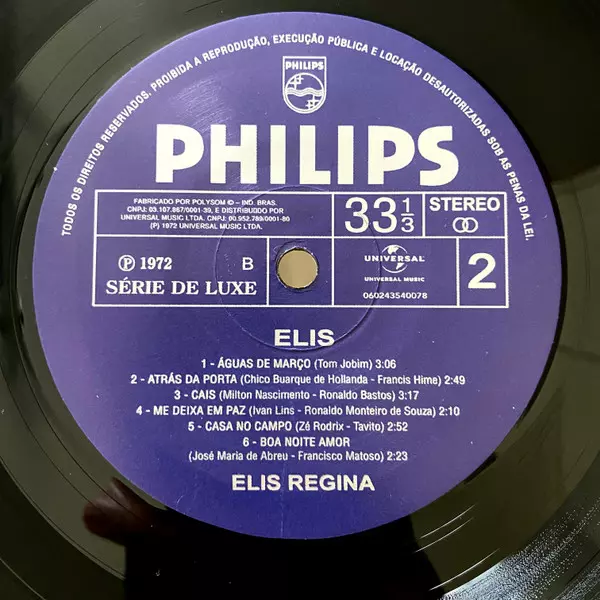 TODOS OS DIREITOS RESERVADOS. PROIBIDA A REPRODUÇÃO, EXECUÇÃO PÚBLICA E LOCAÇÃO DESAUTORIZADAS SOB AS PENAS DA LEI.
PHILIPS
PHILIPS
FABRICADO POR POLYSOM © - IND. BRAS.
CNPJ: 03.107.867/0001-39, E DISTRIBUÍDO POR
UNIVERSAL MUSIC LTDA. CNPJ: 00.952.789/0001-80
(P) 1972 UNIVERSAL MUSIC LTDA.
33 1/3
STEREO
℗ 1972 B
SÉRIE DE LUXE
UNIVERSAL
UNIVERSAL MUSIC
060243540078
2
ELIS
1 - ÁGUAS DE MARÇO (Tom Jobim) 3:06
2 - ATRÁS DA PORTA (Chico Buarque de Hollanda - Francis Hime) 2:49
3 - CAIS (Milton Nascimento - Ronaldo Bastos) 3:17
4 - ME DEIXA EM PAZ (Ivan Lins - Ronaldo Monteiro de Souza) 2:10
5 - CASA NO CAMPO (Zé Rodrix - Tavito) 2:52
6 - BOA NOITE AMOR
(José Maria de Abreu - Francisco Matoso) 2:23
ELIS REGINA